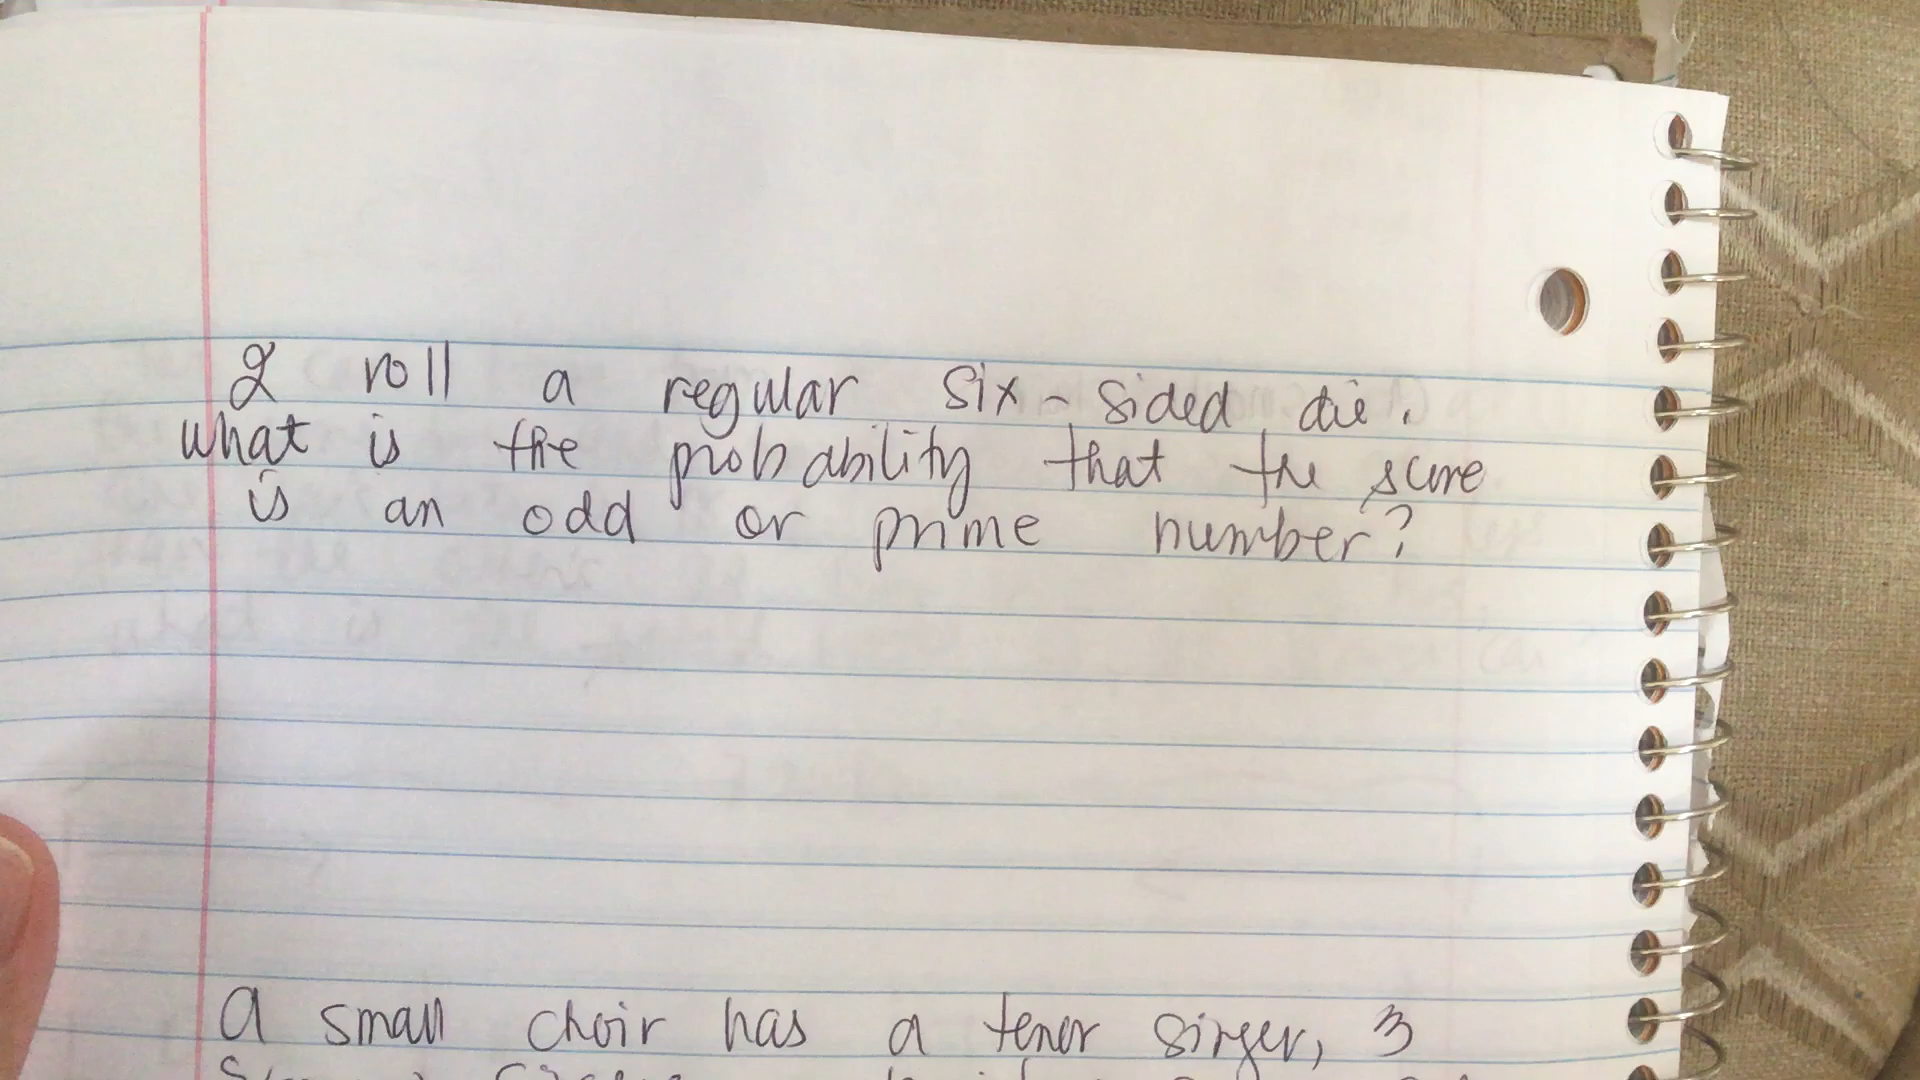 I roll a regular six-sided die.
What is the probability that the score
is an odd or prime number?
A small choir has a tenor singer, 3